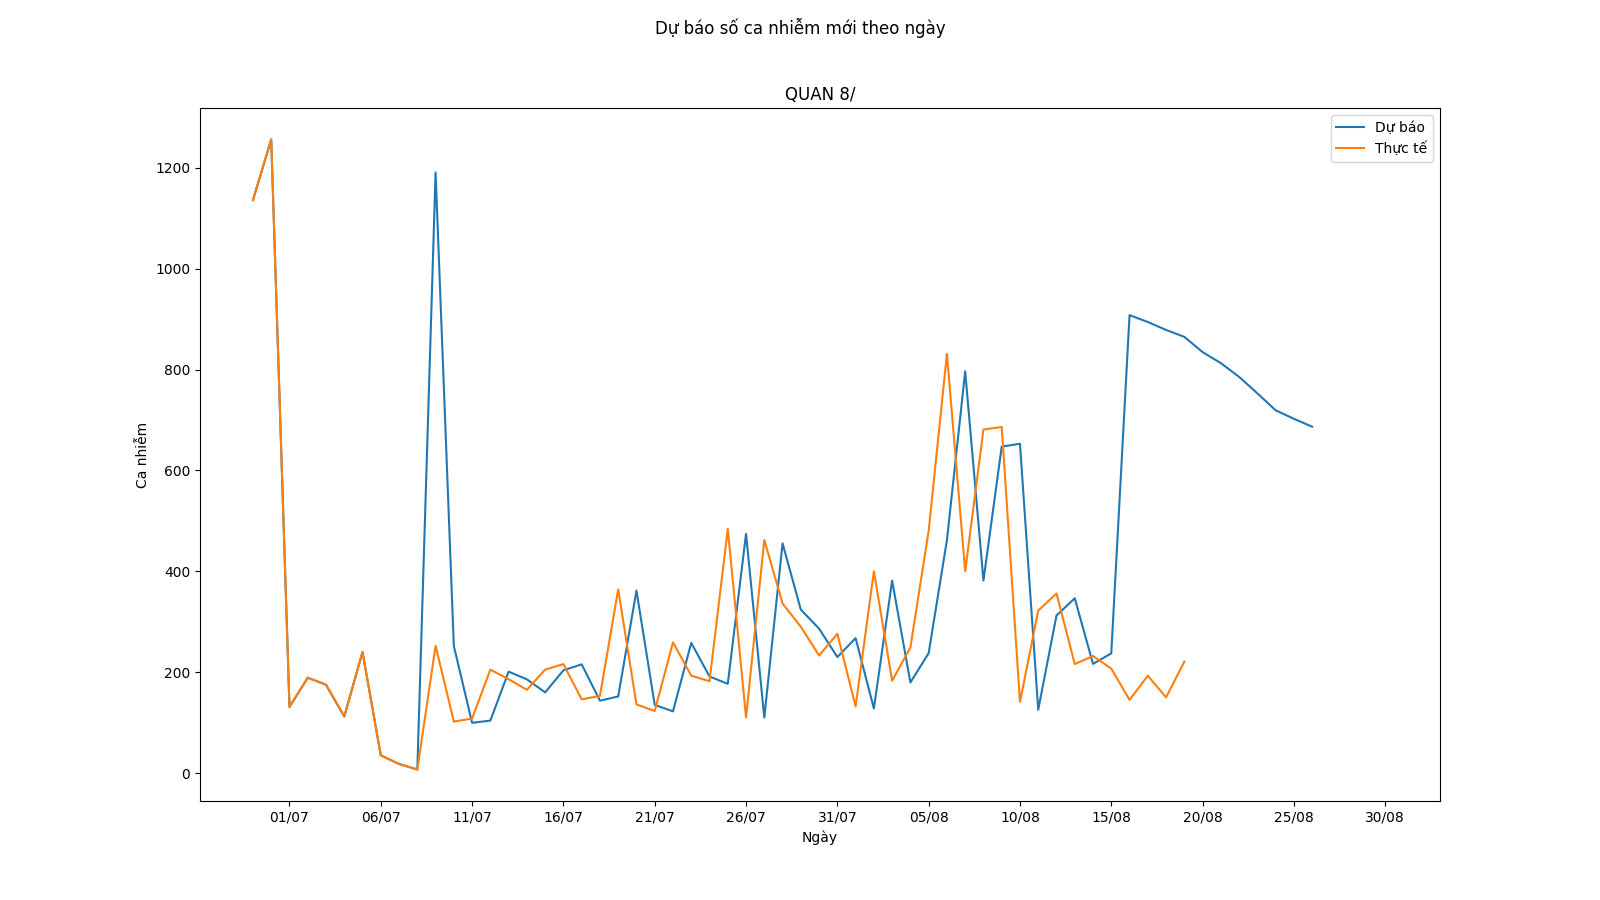 Dự báo số ca nhiễm mới theo ngày
QUAN 8/
Dự báo
Thực tế
1200
1000
800
600
400
200
0
Ca nhiễm
01/07 06/07 11/07 16/07 21/07 26/07 31/07 05/08 10/08 15/08 20/08 25/08 30/08
Ngày